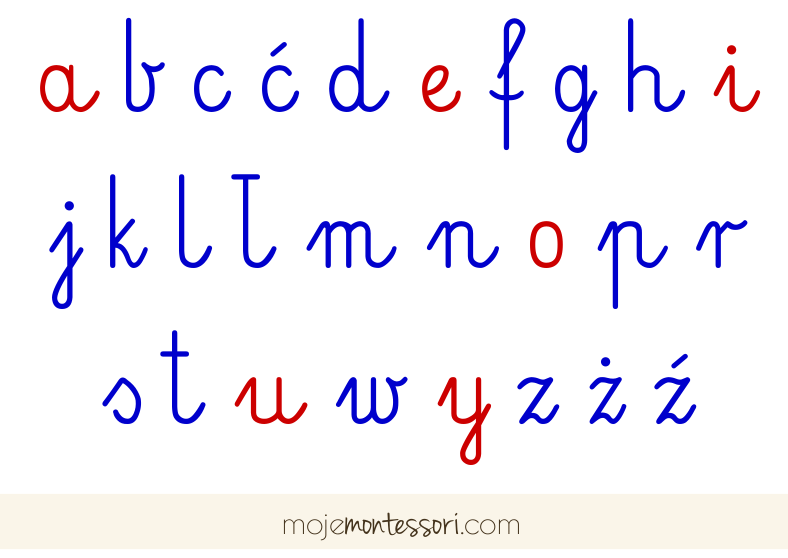 a b c ć d e f g h i
j k l ł m n o p r
s t u w y z ż ź
mojemontessori.com